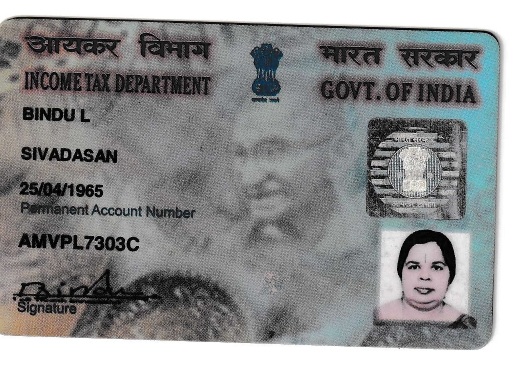 आयकर विभाग
INCOME TAX DEPARTMENT
भारत सरकार
GOVT. OF INDIA
BINDU L
SIVADASAN
25/04/1965
Permanent Account Number
AMVPL7303C
Signature